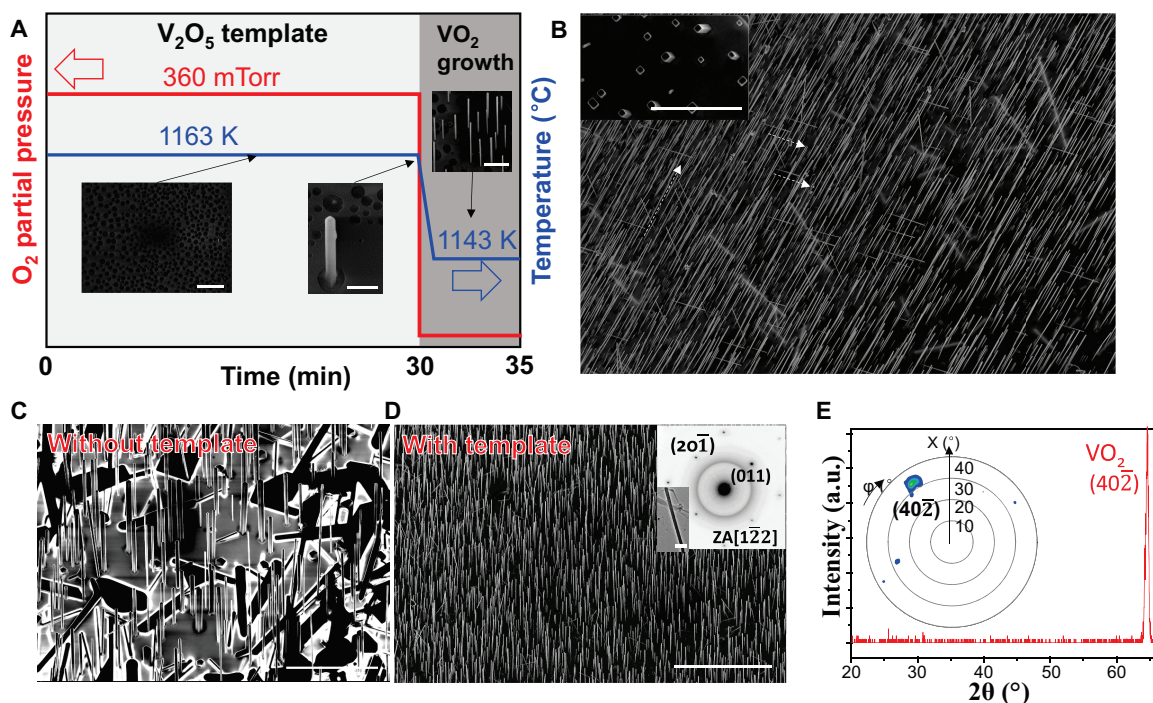 A
V₂O₅ template
VO₂
growth
360 mTorr
1163 K
1143 K
O₂ partial pressure
Temperature (°C)
0
30
35
Time (min)
B
C
Without template
D
With template
(201̅)
(011)
ZA[12̅2]
E
Intensity (a.u.)
X (°)
40
30
20
10
φ °
(402̅)
VO₂
(402̅)
20
30
40
50
60
2θ (°)